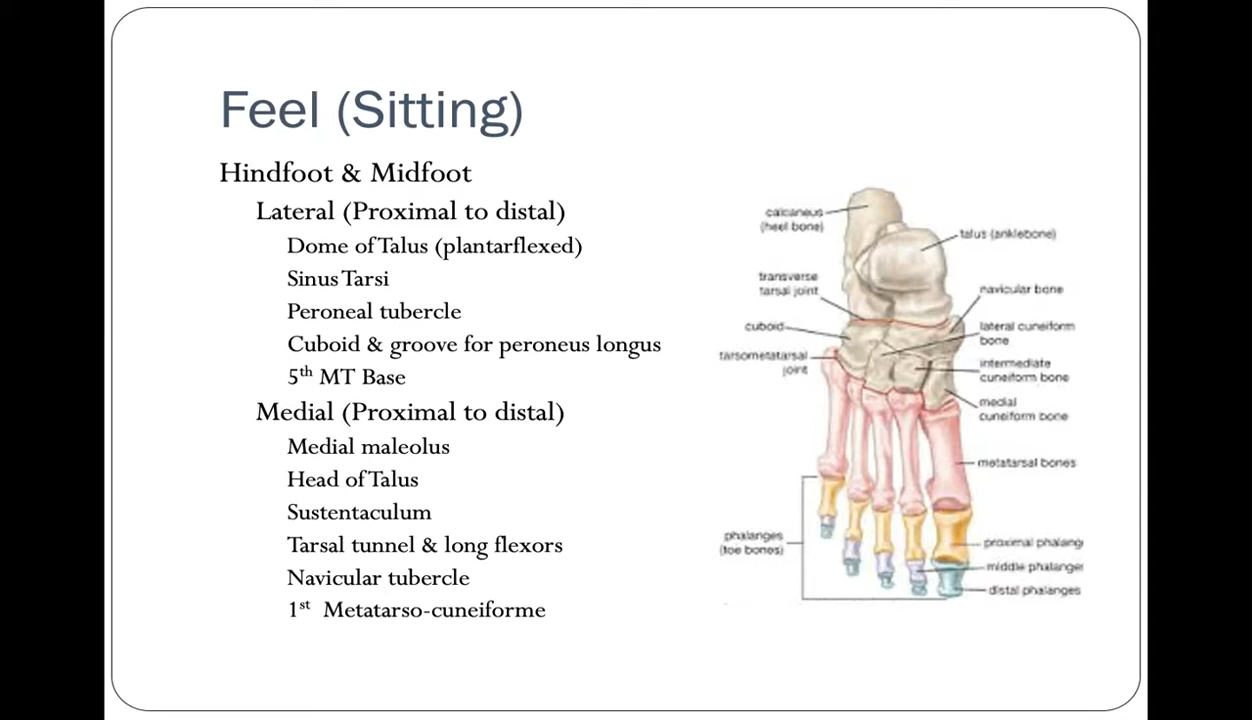 Feel (Sitting)
Hindfoot & Midfoot
Lateral (Proximal to distal)
Dome of Talus (plantarflexed)
Sinus Tarsi
Peroneal tubercle
Cuboid & groove for peroneus longus
5th MT Base
Medial (Proximal to distal)
Medial maleolus
Head of Talus
Sustentaculum
Tarsal tunnel & long flexors
Navicular tubercle
1st Metatarso-cuneiforme
calcaneus
(heel bone)
talus (anklebone)
transverse
tarsal joint
navicular bone
cuboid
lateral cuneiform
bone
tarsometatarsal
joint
intermediate
cuneiform bone
medial
cuneiform bone
metatarsal bones
phalanges
(toe bones)
proximal phalang
middle phalange
distal phalanges